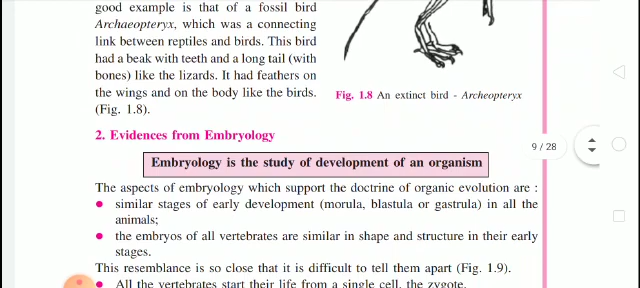 good example is that of a fossil bird
Archaeopteryx, which was a connecting
link between reptiles and birds. This bird
had a beak with teeth and a long tail (with
bones) like the lizards. It had feathers on
the wings and on the body like the birds.
(Fig. 1.8).
Fig. 1.8 An extinct bird - Archeopteryx
2. Evidences from Embryology
9 / 28
Embryology is the study of development of an organism
The aspects of embryology which support the doctrine of organic evolution are :
• similar stages of early development (morula, blastula or gastrula) in all the
animals;
• the embryos of all vertebrates are similar in shape and structure in their early
stages.
This resemblance is so close that it is difficult to tell them apart (Fig. 1.9).
• All the vertebrates start their life from a single cell, the zygote.